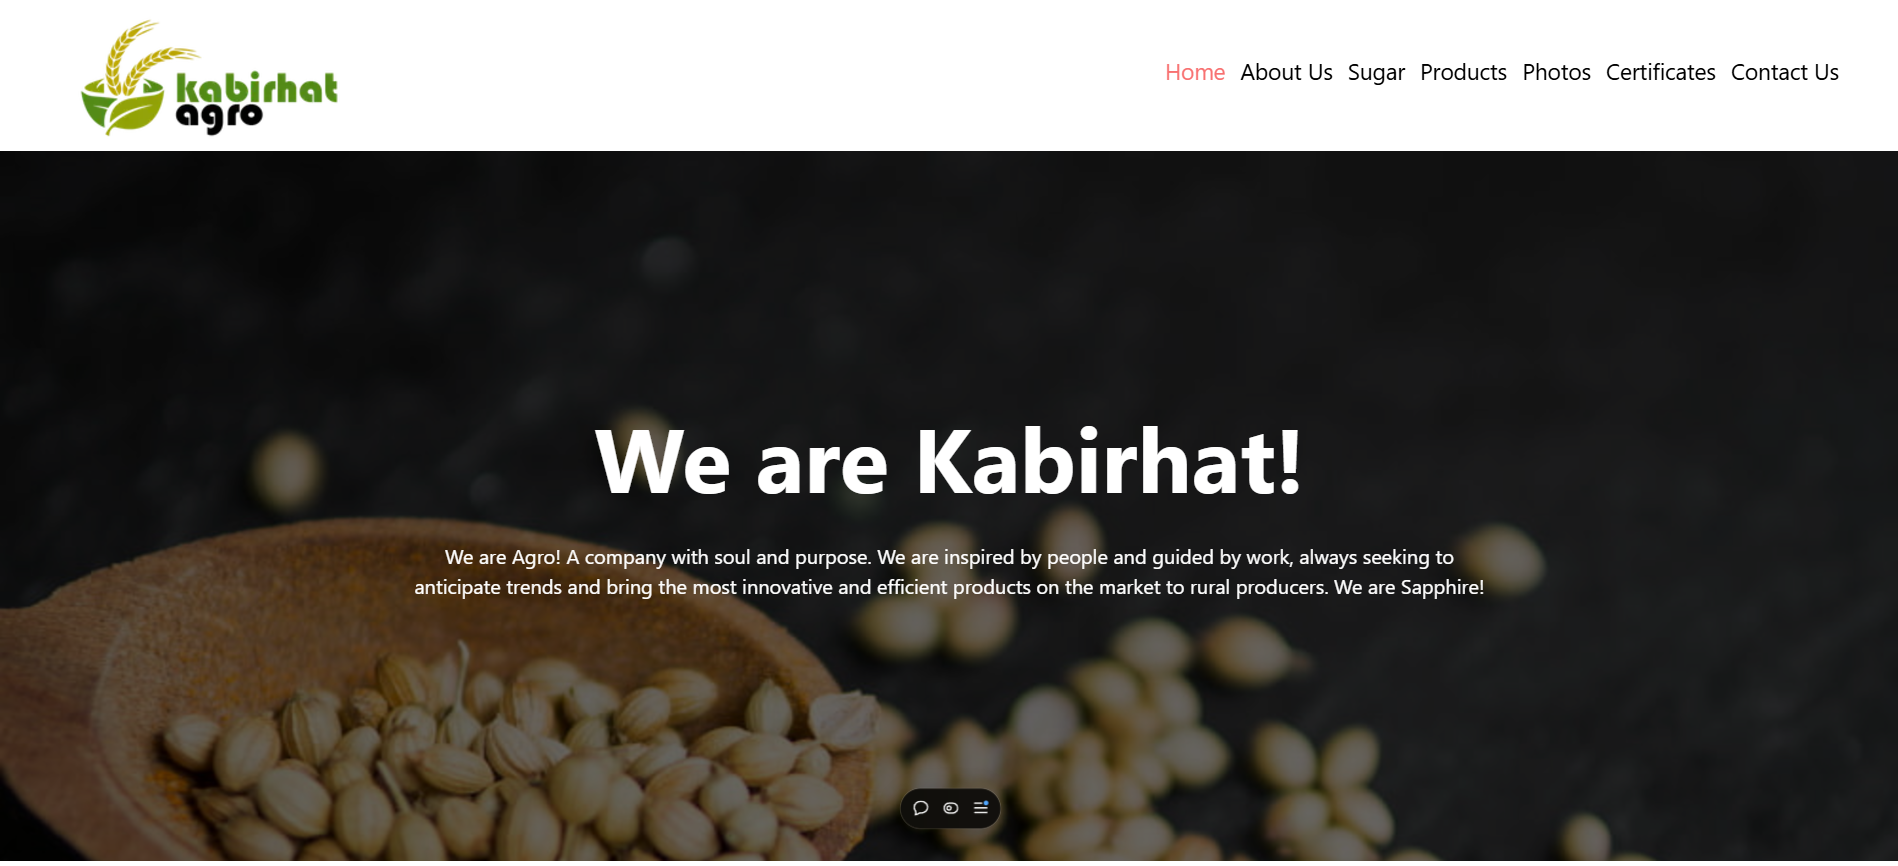 kabirhat
agro
Home About Us Sugar Products Photos Certificates Contact Us
We are Kabirhat!
We are Agro! A company with soul and purpose. We are inspired by people and guided by work, always seeking to
anticipate trends and bring the most innovative and efficient products on the market to rural producers. We are Sapphire!